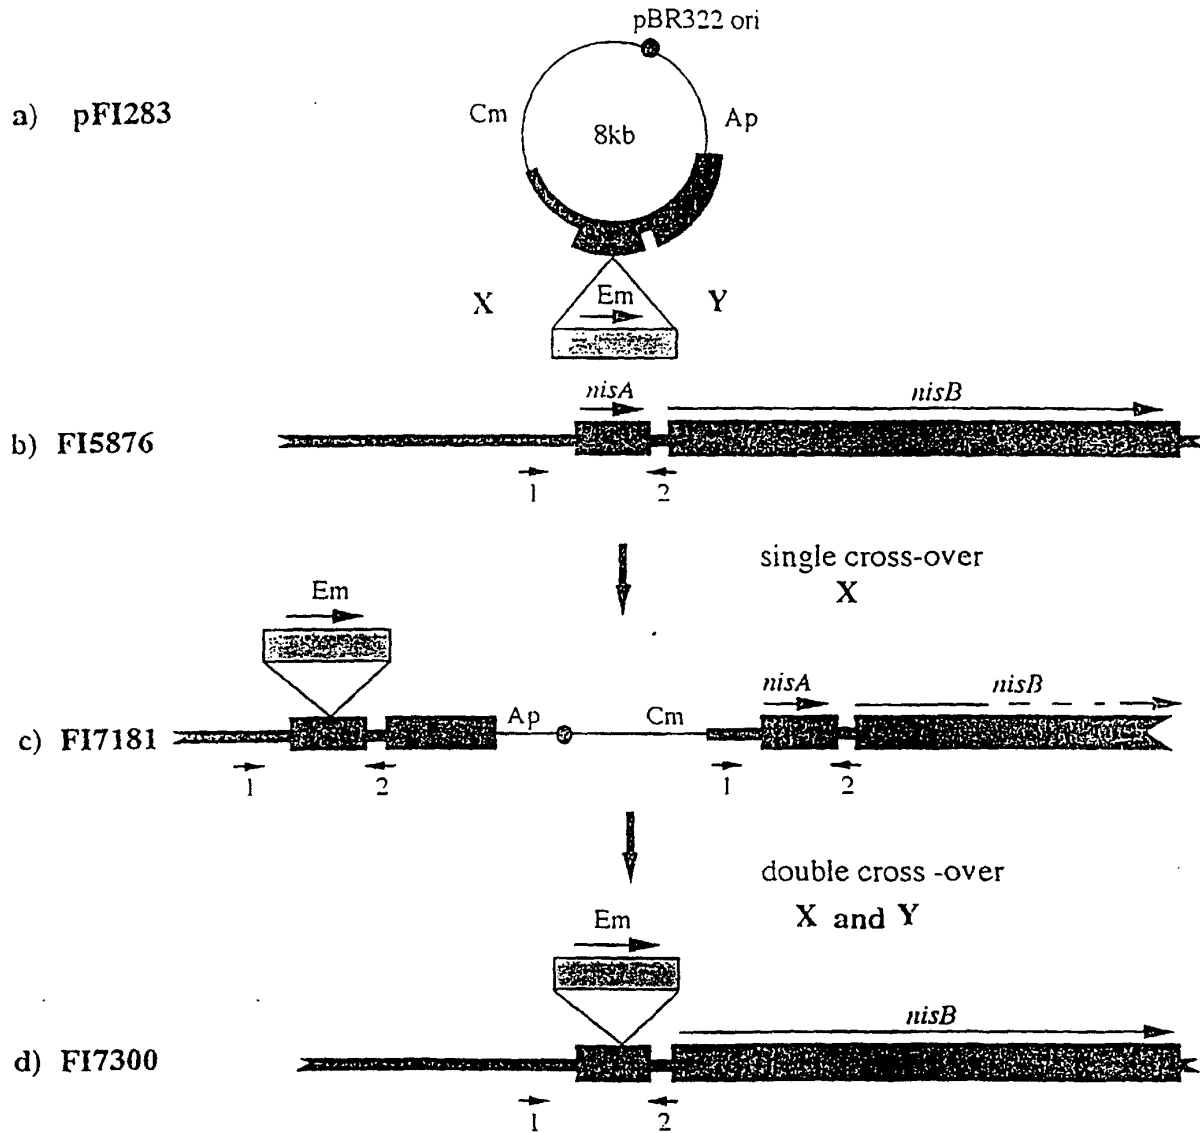 pBR322 ori
a) pFI283
Cm
Ap
8kb
X
Em
Y
nisA
nisB
b) FI5876
1
2
single cross-over
X
Em
nisA
nisB
Ap
Cm
c) FI7181
1
2
1
2
double cross -over
X and Y
Em
nisB
d) FI7300
1
2